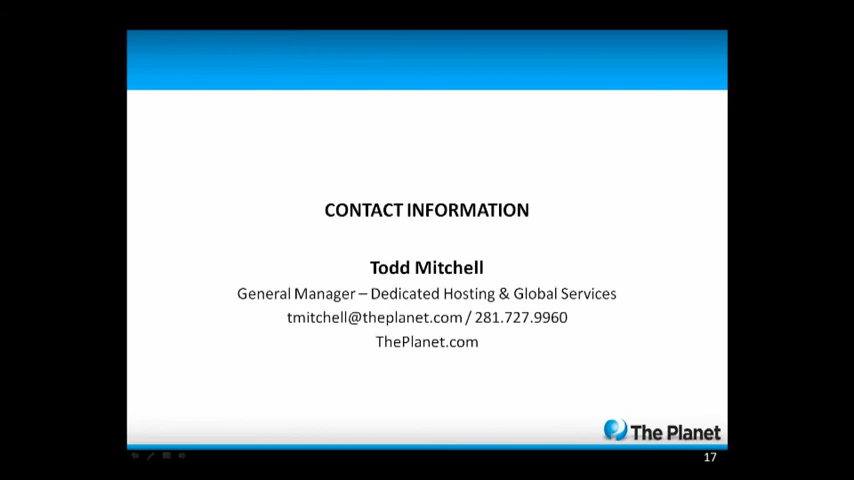 CONTACT INFORMATION
Todd Mitchell
General Manager – Dedicated Hosting & Global Services
tmitchell@theplanet.com / 281.727.9960
ThePlanet.com
The Planet
17